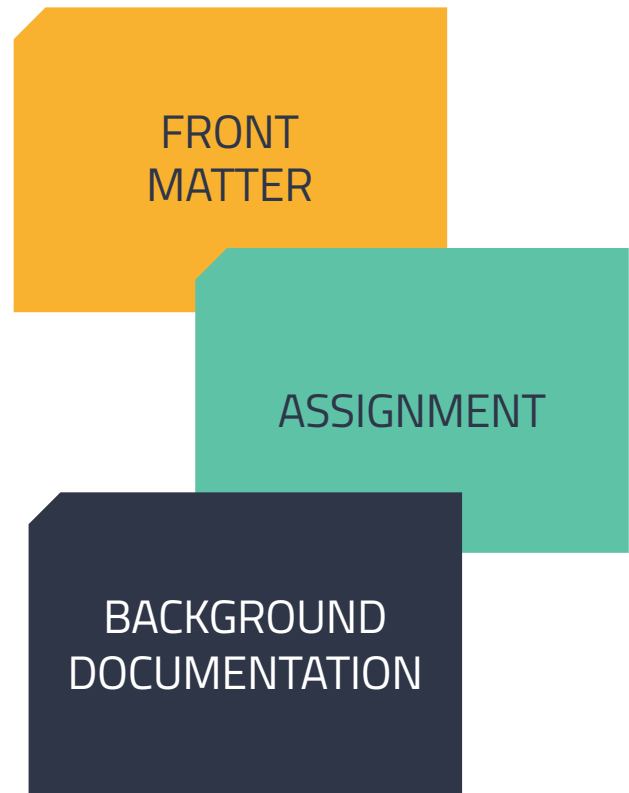 FRONT
MATTER
ASSIGNMENT
BACKGROUND
DOCUMENTATION